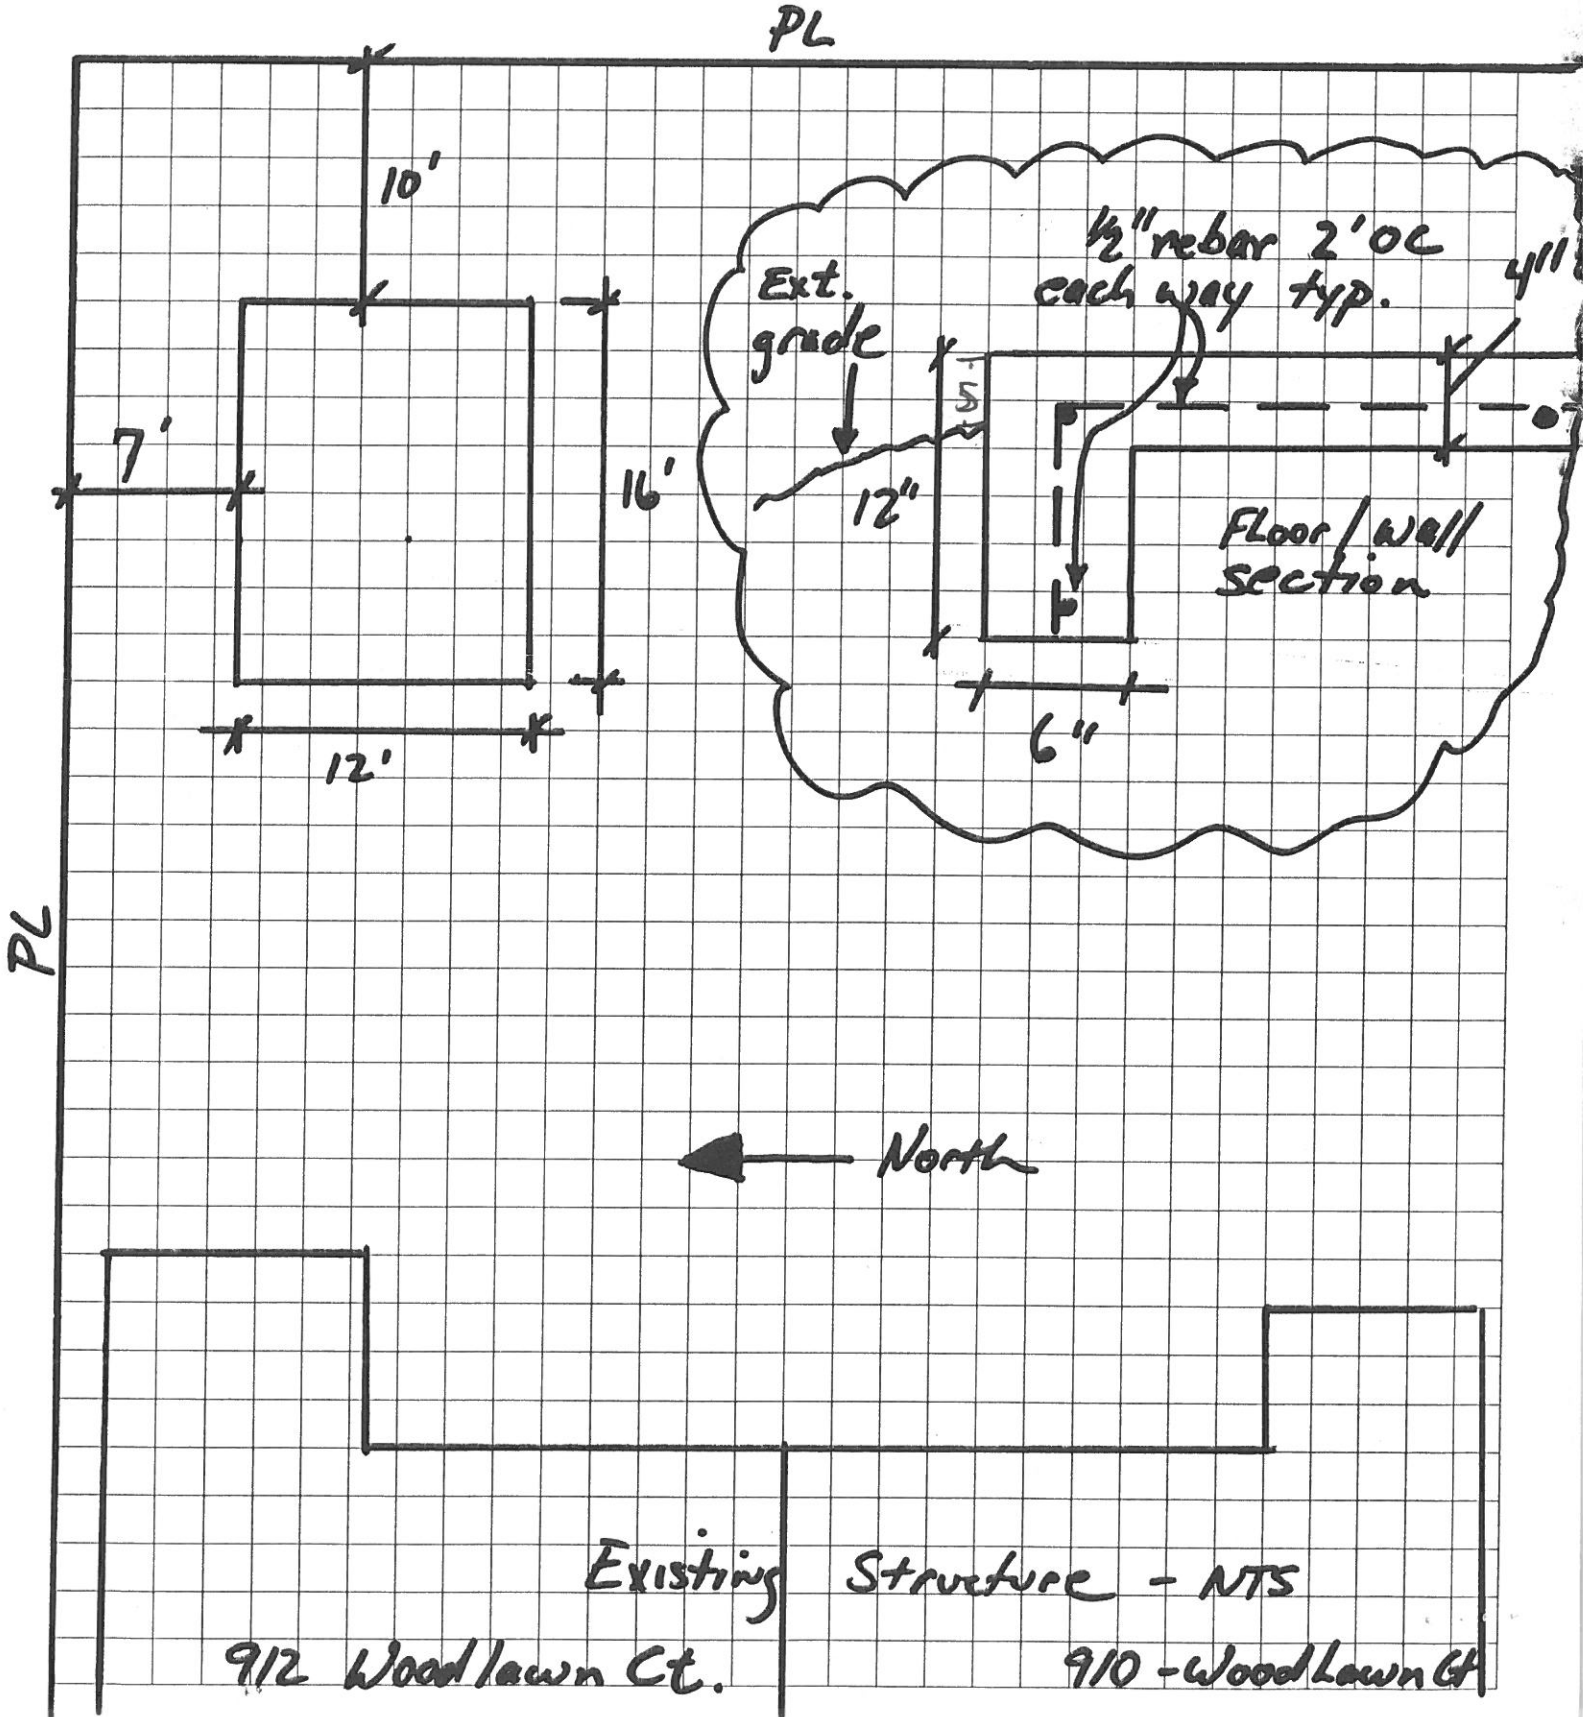 PL
10'
½" rebar 2' OC
each way typ.
4"
Ext.
grade
5
7'
16'
12"
Floor/wall
section
12'
6"
PL
North
Existing Structure - NTS
912 Woodlawn Ct.
910 - WoodLawn Ct